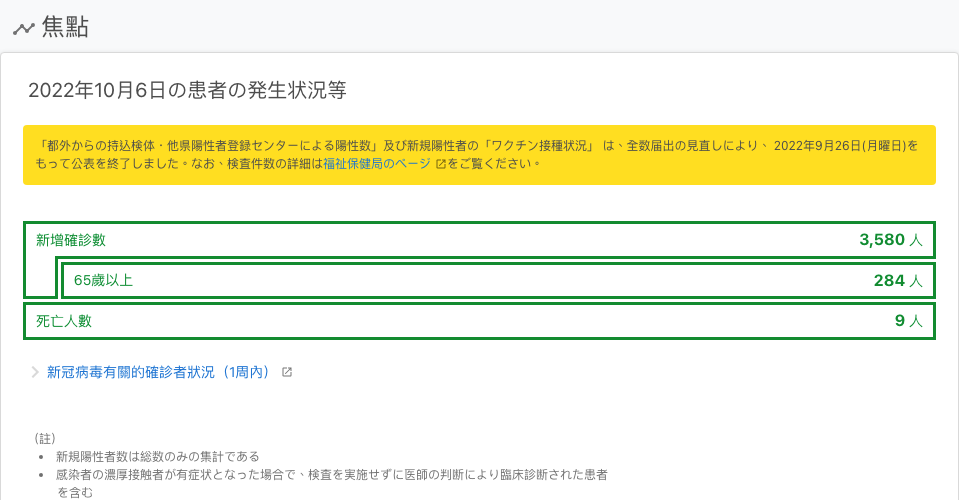 焦點
2022年10月6日の患者の発生状況等
「都外からの持込検体・他県陽性者登録センターによる陽性数」及び新規陽性者の「ワクチン接種状況」 は、全数届出の見直しにより、 2022年9月26日(月曜日)を
もって公表を終了しました。なお、検査件数の詳細は福祉保健局のページ をご覧ください。
新增確診數 3,580 人
65歲以上 284 人
死亡人數 9 人
新冠病毒有關的確診者狀況（1周內）
（註）
• 新規陽性者数は総数のみの集計である
• 感染者の濃厚接触者が有症状となった場合で、検査を実施せずに医師の判断により臨床診断された患者
を含む